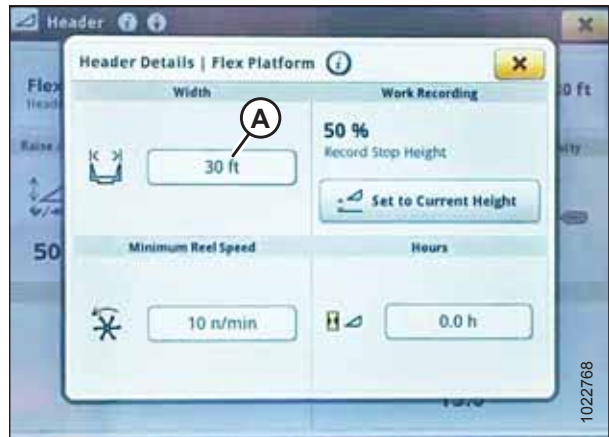 Header
Header Details | Flex Platform
Flex
0 ft
Width
Work Recording
A
50 %
Record Stop Height
30 ft
Set to Current Height
50
Minimum Reel Speed
Hours
10 n/min
0.0 h
1022768